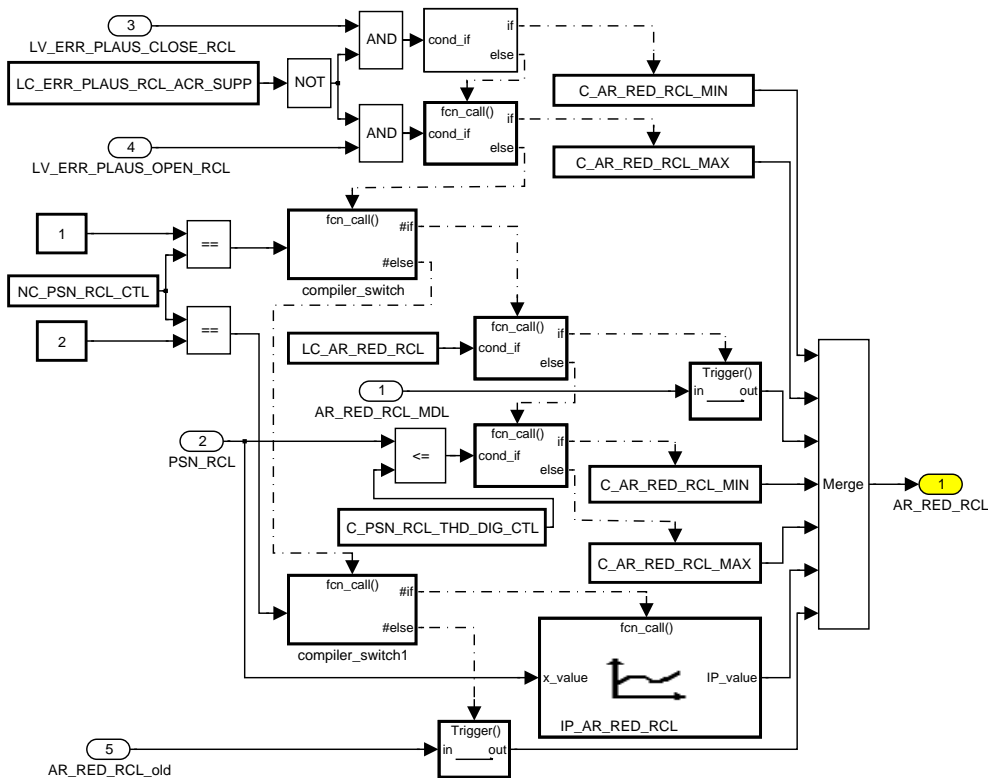 3
LV_ERR_PLAUS_CLOSE_RCL
AND
cond_if
if
else
LC_ERR_PLAUS_RCL_ACR_SUPP
NOT
C_AR_RED_RCL_MIN
fcn_call()
AND
cond_if
if
else
4
LV_ERR_PLAUS_OPEN_RCL
C_AR_RED_RCL_MAX
1
==
fcn_call()
#if
#else
compiler_switch
NC_PSN_RCL_CTL
2
==
fcn_call()
LC_AR_RED_RCL
cond_if
if
else
Trigger()
in
out
1
AR_RED_RCL_MDL
2
PSN_RCL
<=
fcn_call()
cond_if
if
else
C_AR_RED_RCL_MIN
Merge
1
AR_RED_RCL
C_PSN_RCL_THD_DIG_CTL
C_AR_RED_RCL_MAX
fcn_call()
#if
#else
compiler_switch1
fcn_call()
x_value
IP_value
IP_AR_RED_RCL
5
AR_RED_RCL_old
Trigger()
in
out